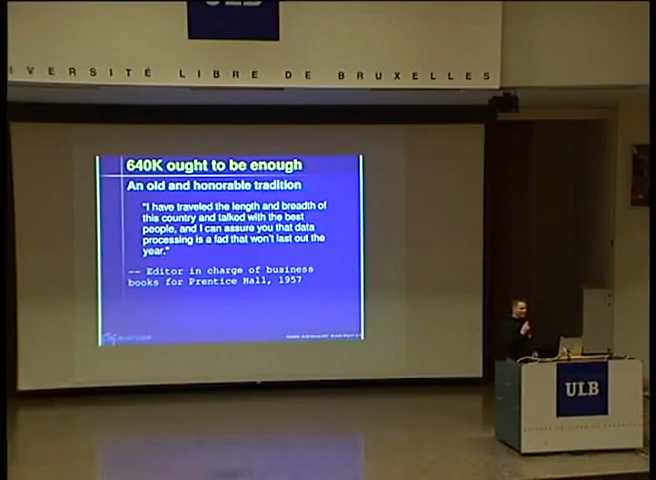 ULB
UNIVERSITÉ LIBRE DE BRUXELLES
640K ought to be enough
An old and honorable tradition
"I have traveled the length and breadth of
this country and talked with the best
people, and I can assure you that data
processing is a fad that won't last out the
year."
-- Editor in charge of business
books for Prentice Hall, 1957
ULB